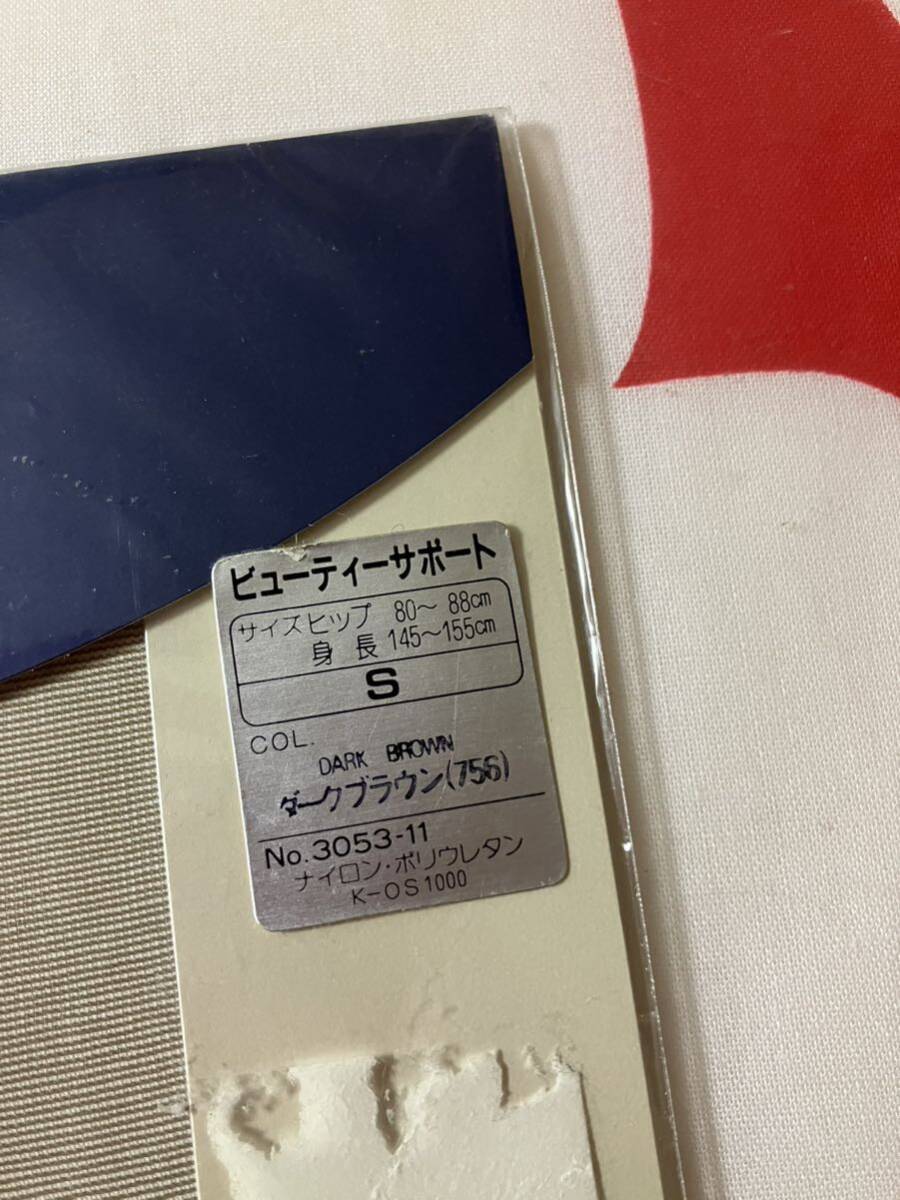 ビューティーサポート
サイズヒップ 80～88cm
身長 145～155cm
S
COL.
DARK BROWN
ダークブラウン(756)
No.3053-11
ナイロン・ポリウレタン
K-OS1000